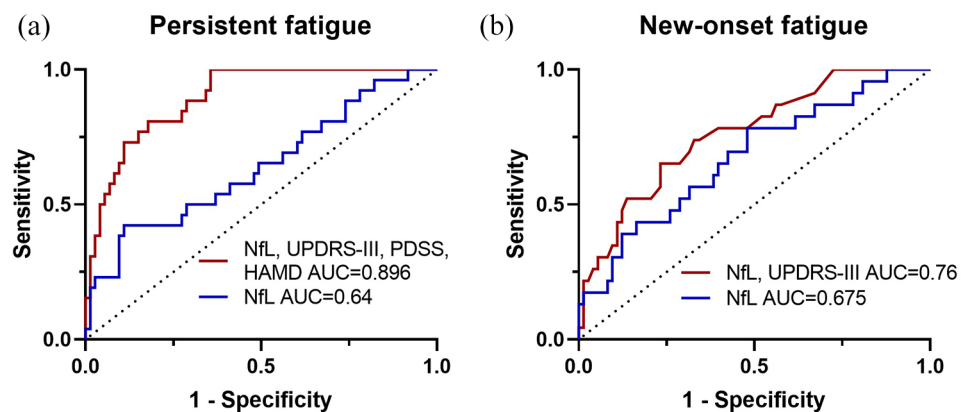 (a) Persistent fatigue
1.0
0.5
0.0
Sensitivity
NfL, UPDRS-III, PDSS,
HAMD AUC=0.896
NfL AUC=0.64
0.0 0.5 1.0
1 - Specificity
(b) New-onset fatigue
1.0
0.5
0.0
Sensitivity
NfL, UPDRS-III AUC=0.76
NfL AUC=0.675
0.0 0.5 1.0
1 - Specificity